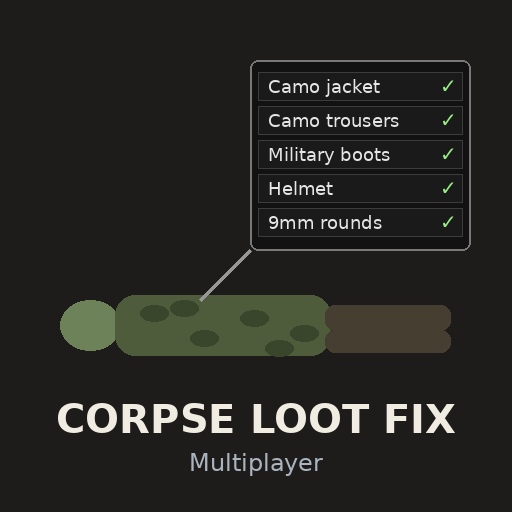 Camo jacket ✓
Camo trousers ✓
Military boots ✓
Helmet ✓
9mm rounds ✓
CORPSE LOOT FIX
Multiplayer